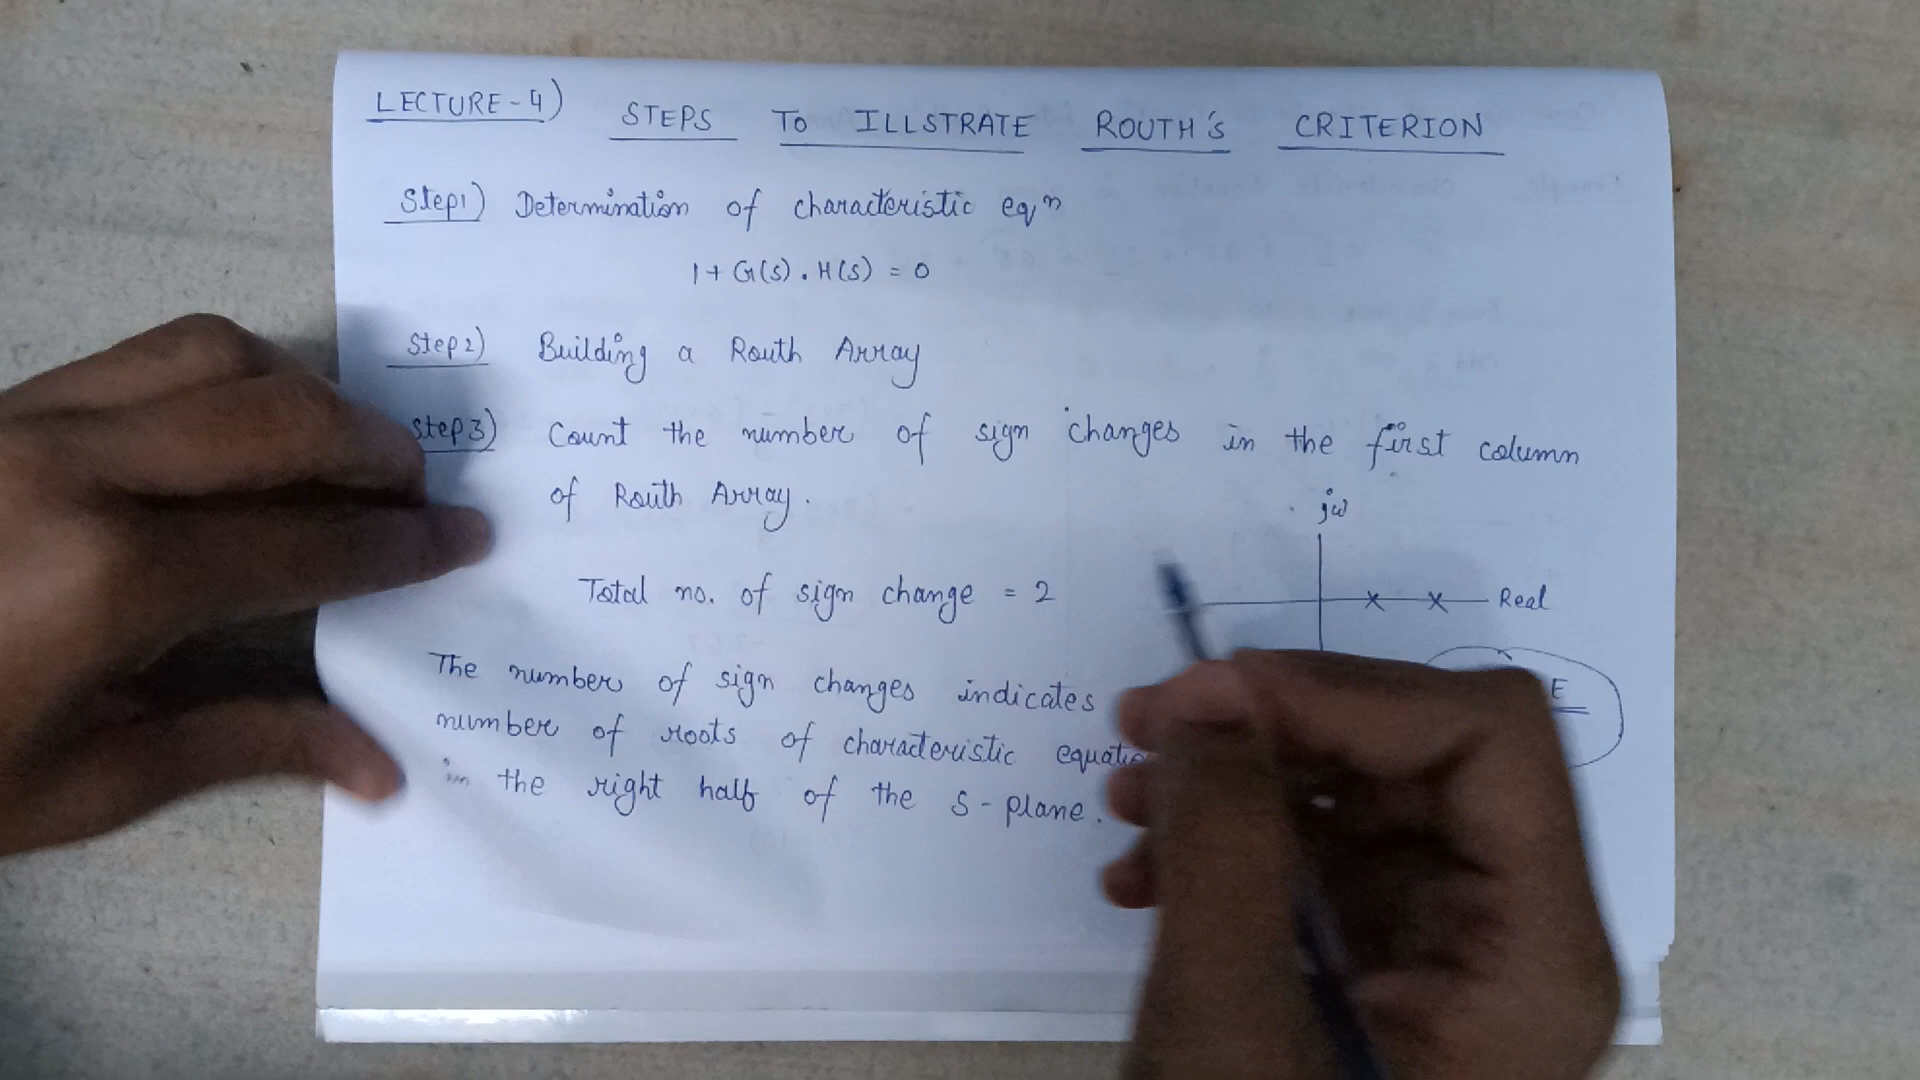 LECTURE-4)
STEPS TO ILLSTRATE ROUTH's CRITERION
Step1) Determination of characteristic eqn
1 + G(s) . H(s) = 0
Step2) Building a Routh Array
Step3) Count the number of sign changes in the first column
of Routh Array.
jω
Total no. of sign change = 2
Real
The number of sign changes indicates
number of roots of characteristic
in the right half of the s-plane.